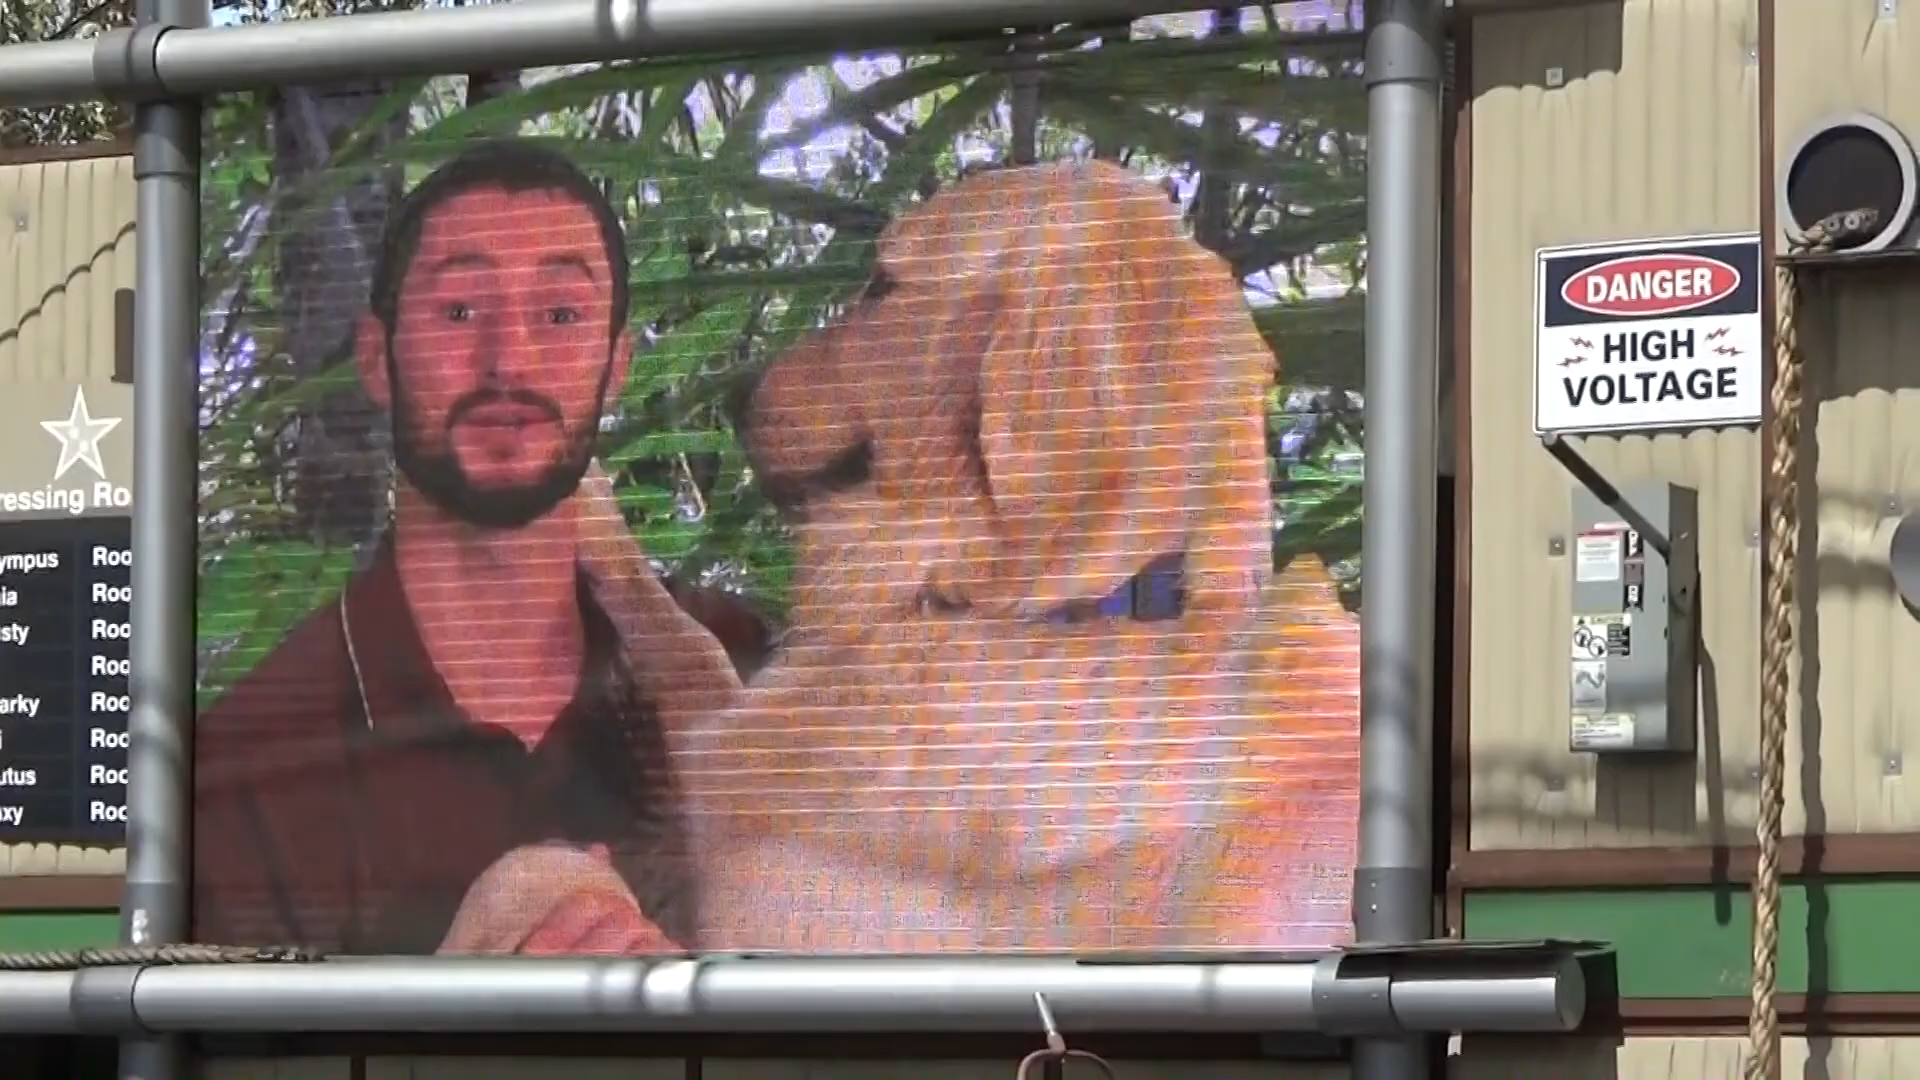 ressing Ro
ympus Roo
ia Roo
sty Roo
Roo
arky Roo
i Roo
utus Roo
xy Roo
DANGER
HIGH
VOLTAGE